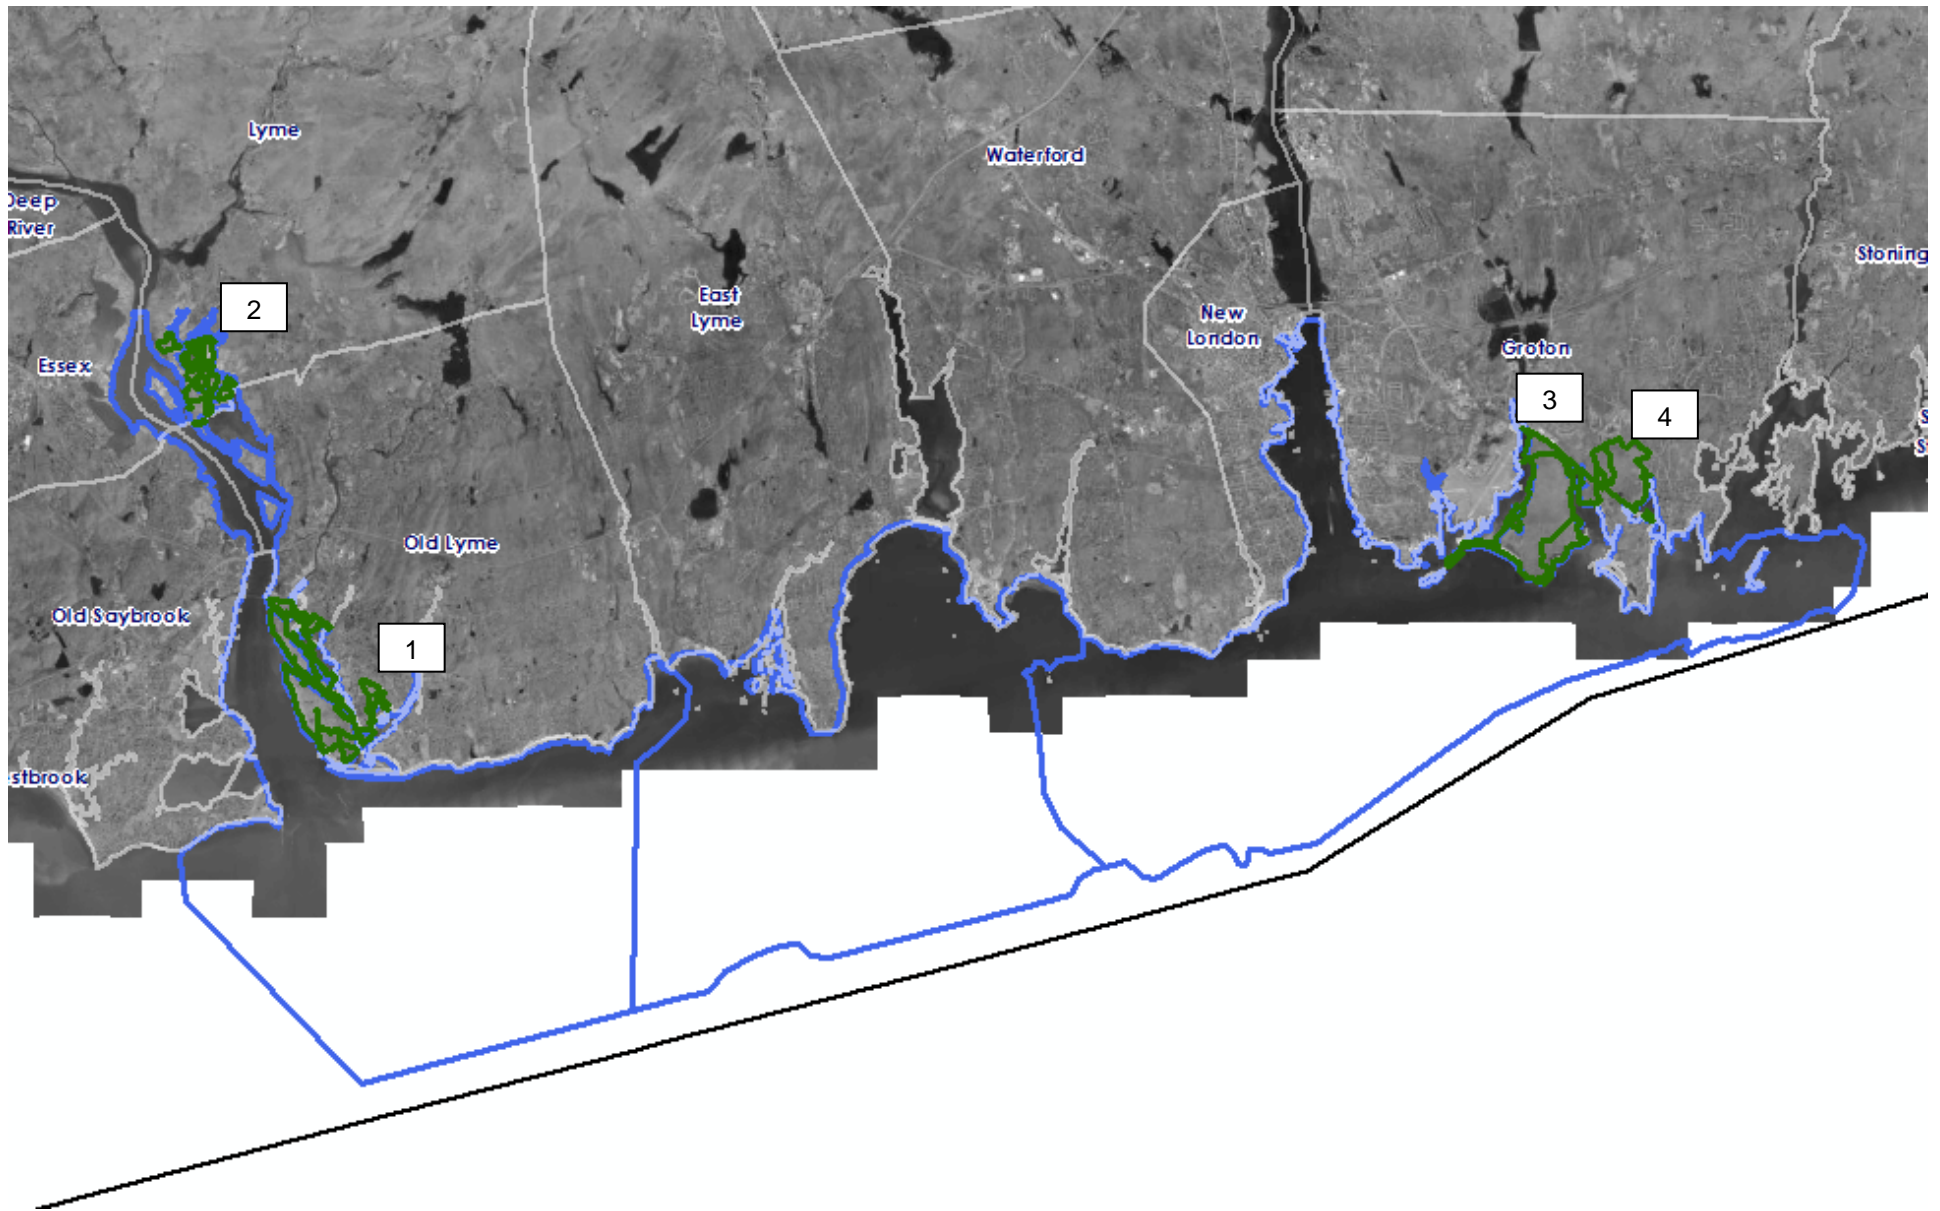 Lyme
Waterford
Deep
River
Stoning
East
Lyme
2
New
London
Groton
Essex
3
4
Old Lyme
Old Saybrook
1
stbrook